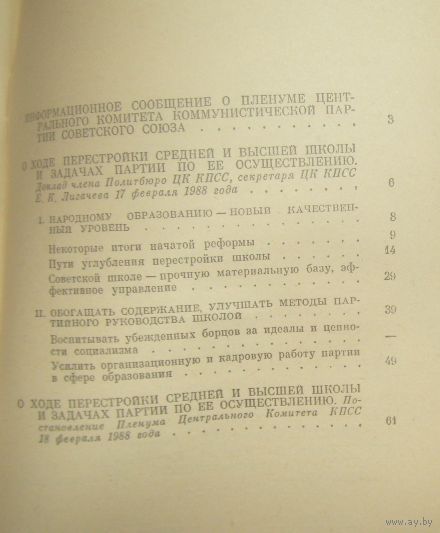 ИНФОРМАЦИОННОЕ СООБЩЕНИЕ О ПЛЕНУМЕ ЦЕНТ-
РАЛЬНОГО КОМИТЕТА КОММУНИСТИЧЕСКОЙ ПАР-
ТИИ СОВЕТСКОГО СОЮЗА . . . . . . . . . . . 3
О ХОДЕ ПЕРЕСТРОЙКИ СРЕДНЕЙ И ВЫСШЕЙ ШКОЛЫ
И ЗАДАЧАХ ПАРТИИ ПО ЕЕ ОСУЩЕСТВЛЕНИЮ.
Доклад члена Политбюро ЦК КПСС, секретаря ЦК КПСС
Е. К. Лигачева 17 февраля 1988 года . . . . . . . . 6
I. НАРОДНОМУ ОБРАЗОВАНИЮ — НОВЫЙ КАЧЕСТВЕН-
НЫЙ УРОВЕНЬ . . . . . . . . . . . 8
Некоторые итоги начатой реформы . . . . . . . 9
Пути углубления перестройки школы . . . . . . . 14
Советской школе — прочную материальную базу, эф-
фективное управление . . . . . . . . . . . 29
II. ОБОГАЩАТЬ СОДЕРЖАНИЕ, УЛУЧШАТЬ МЕТОДЫ ПАР-
ТИЙНОГО РУКОВОДСТВА ШКОЛОЙ . . . . . . . . 39
Воспитывать убежденных борцов за идеалы и ценно-
сти социализма . . . . . . . . . . . —
Усилить организационную и кадровую работу партии
в сфере образования . . . . . . . . . . . 49
О ХОДЕ ПЕРЕСТРОЙКИ СРЕДНЕЙ И ВЫСШЕЙ ШКОЛЫ
И ЗАДАЧАХ ПАРТИИ ПО ЕЕ ОСУЩЕСТВЛЕНИЮ. По-
становление Пленума Центрального Комитета КПСС
18 февраля 1988 года . . . . . . . . . . . 61
www.ay.by